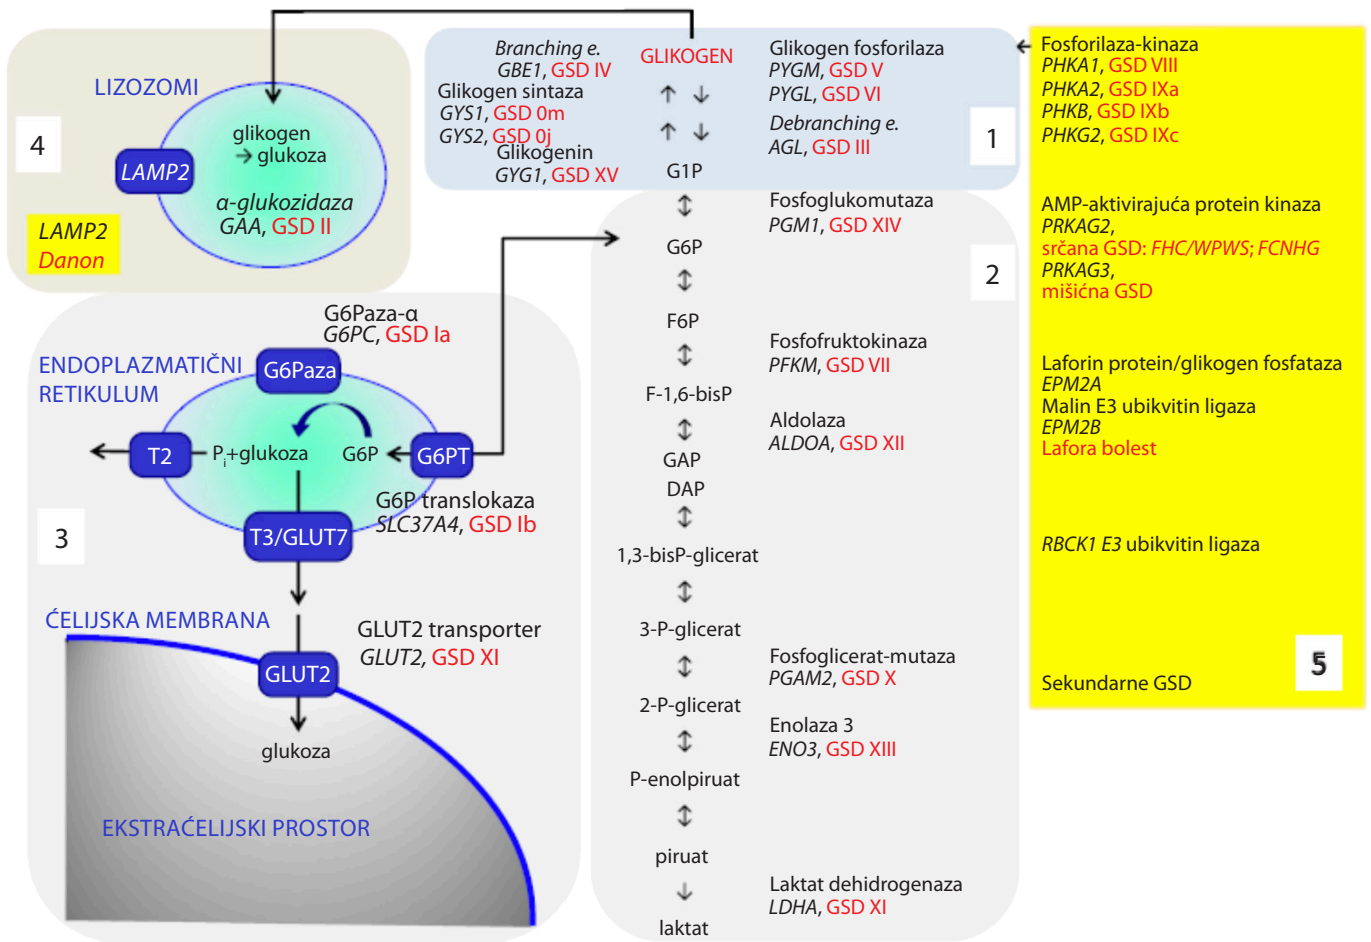 LIZOZOMI
4
glikogen
→ glukoza
LAMP2
α-glukozidaza
GAA, GSD II
LAMP2
Danon
Branching e.
GBE1, GSD IV
Glikogen sintaza
GYS1, GSD 0m
GYS2, GSD 0j
Glikogenin
GYG1, GSD XV
GLIKOGEN
G1P
Glikogen fosforilaza
PYGM, GSD V
PYGL, GSD VI
Debranching e.
AGL, GSD III
1
Fosfoglukomutaza
PGM1, GSD XIV
G6P
2
F6P
Fosfofruktokinaza
PFKM, GSD VII
F-1,6-bisP
Aldolaza
ALDOA, GSD XII
GAP
DAP
1,3-bisP-glicerat
3-P-glicerat
Fosfoglicerat-mutaza
PGAM2, GSD X
2-P-glicerat
Enolaza 3
ENO3, GSD XIII
P-enolpiruat
piruat
Laktat dehidrogenaza
LDHA, GSD XI
laktat
G6Paza-α
G6PC, GSD Ia
ENDOPLAZMATIČNI
RETIKULUM
G6Paza
T2
Pi+glukoza
G6P
G6PT
G6P translokaza
SLC37A4, GSD Ib
3
T3/GLUT7
ĆELIJSKA MEMBRANA
GLUT2 transporter
GLUT2, GSD XI
GLUT2
glukoza
EKSTRAĆELIJSKI PROSTOR
Fosforilaza-kinaza
PHKA1, GSD VIII
PHKA2, GSD IXa
PHKB, GSD IXb
PHKG2, GSD IXc
AMP-aktivirajuća protein kinaza
PRKAG2,
srčana GSD: FHC/WPWS; FCNHG
PRKAG3,
mišićna GSD
Laforin protein/glikogen fosfataza
EPM2A
Malin E3 ubikvitin ligaza
EPM2B
Lafora bolest
RBCK1 E3 ubikvitin ligaza
5
Sekundarne GSD